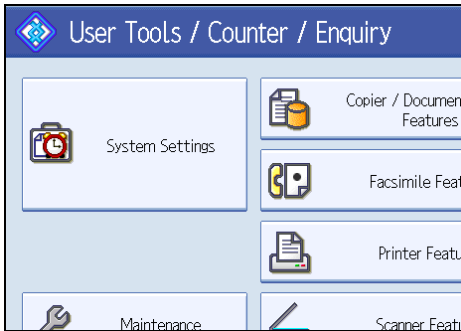 User Tools / Counter / Enquiry
System Settings
Copier / Documen
Features
Facsimile Feat
Printer Featu
Maintenance
Scanner Featu